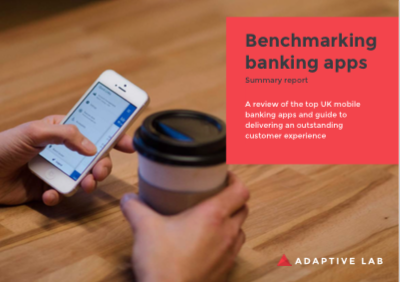 Benchmarking
banking apps
Summary report
A review of the top UK mobile
banking apps and guide to
delivering an outstanding
customer experience
ADAPTIVE LAB